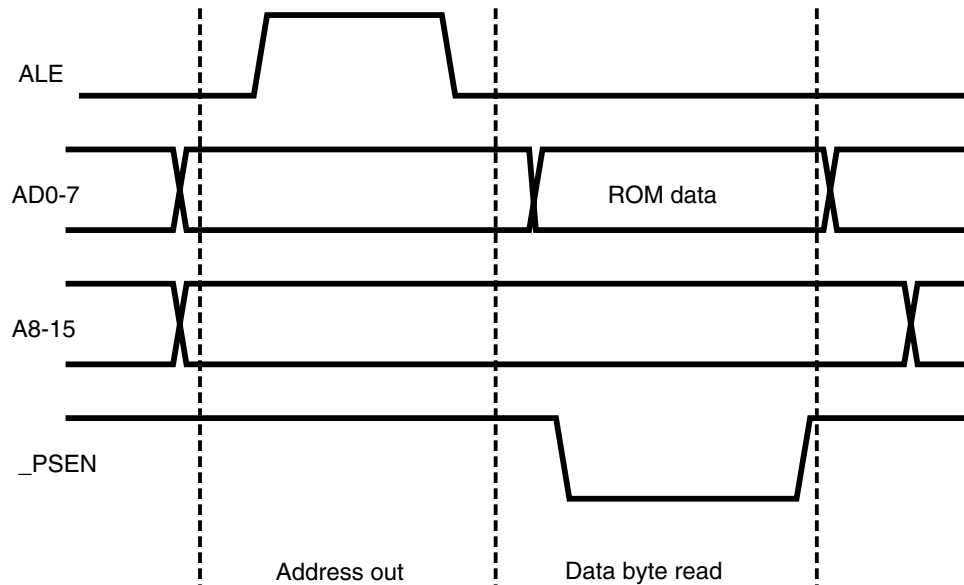 ALE
AD0-7
ROM data
A8-15
_PSEN
Address out
Data byte read